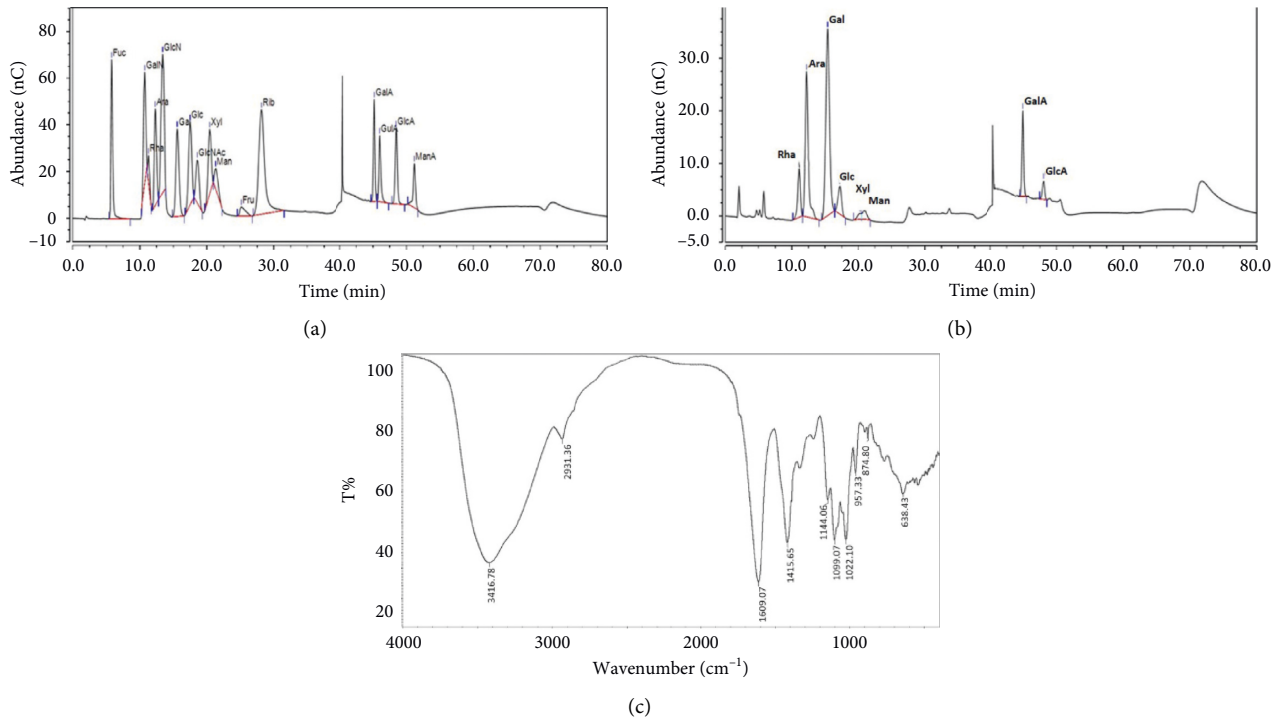 80
60
40
20
0
–10
Abundance (nC)
Fuc
GalN
Rha
Ara
GlcN
Ga
Glc
GlcNAc
Xyl
Man
Fru
Rib
GalA
GulA
GlcA
ManA
0.0 10.0 20.0 30.0 40.0 50.0 60.0 70.0 80.0
Time (min)
(a)
30.0
20.0
10.0
0.0
–5.0
Abundance (nC)
Rha
Ara
Gal
Glc
Xyl
Man
GalA
GlcA
0.0 10.0 20.0 30.0 40.0 50.0 60.0 70.0 80.0
Time (min)
(b)
100
80
60
40
20
T%
3416.78
2931.36
1609.07
1415.65
1144.06
1099.07
1022.10
957.33
874.80
638.43
4000 3000 2000 1000
Wavenumber (cm⁻¹)
(c)